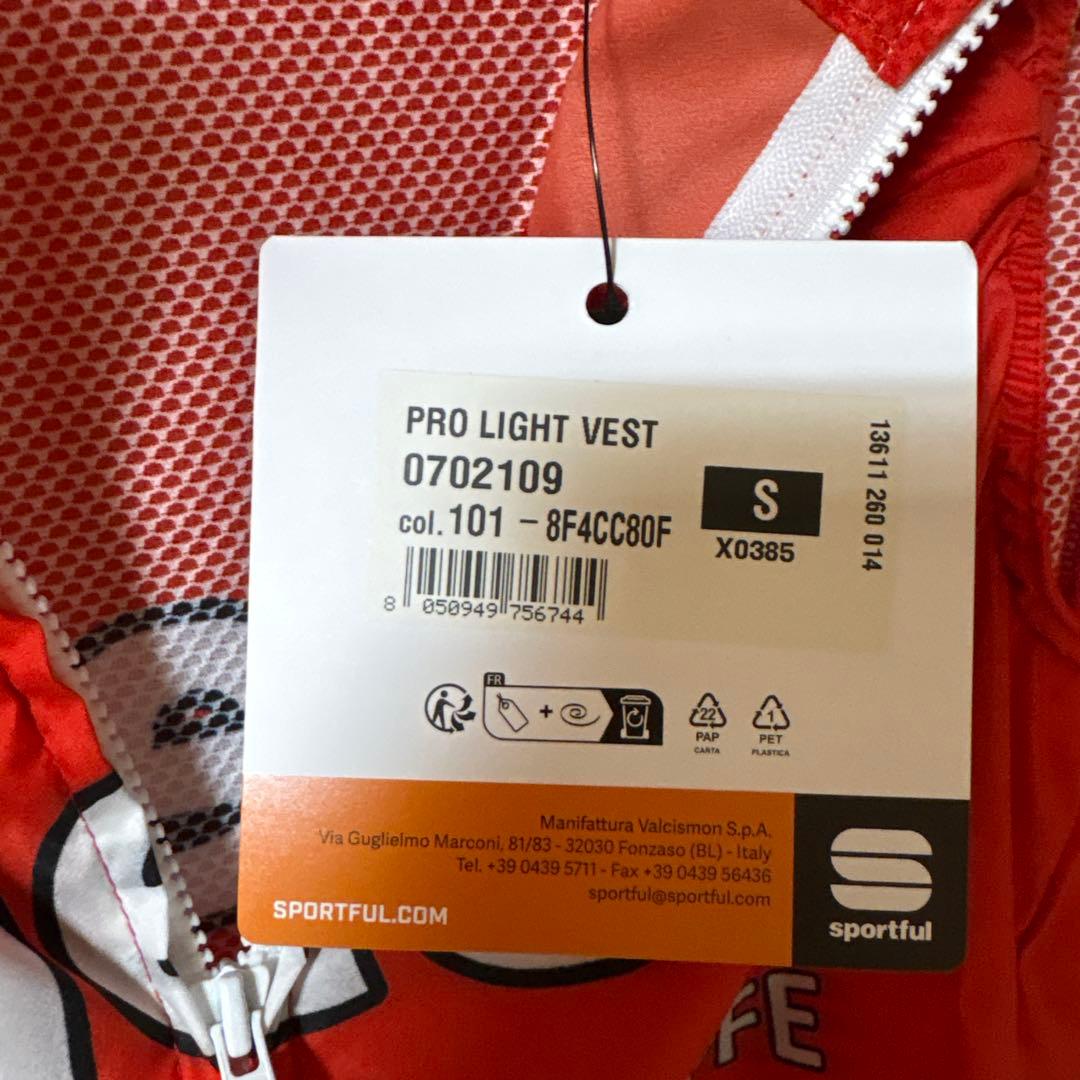 PRO LIGHT VEST
0702109
col. 101 - 8F4CC80F
S
X0385
13611 260 014
8 050949 756744
FR
+
22
PAP
CARTA
1
PET
PLASTICA
Manifattura Valcismon S.p.A.
Via Guglielmo Marconi, 81/83 - 32030 Fonzaso (BL) - Italy
Tel. +39 0439 5711 - Fax +39 0439 56436
sportful@sportful.com
SPORTFUL.COM
sportful
FE